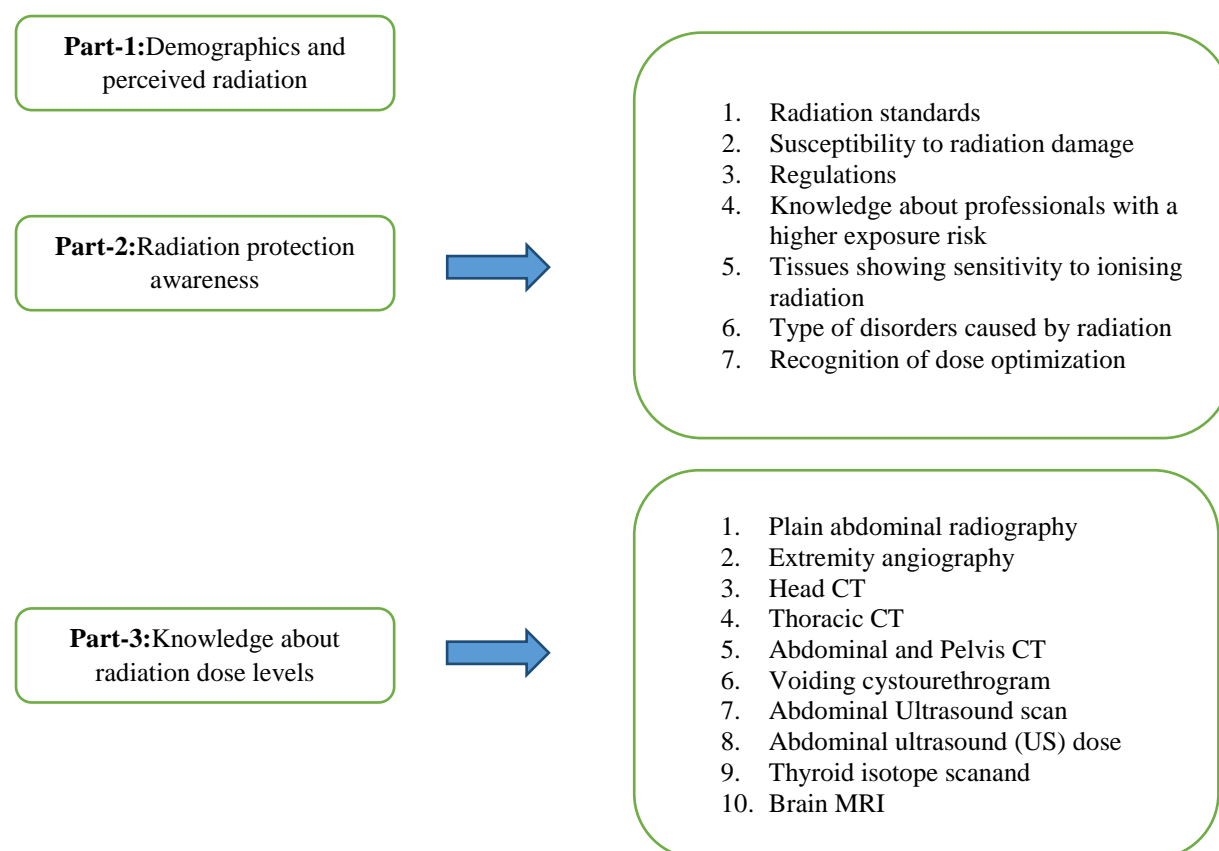 Part-1:Demographics and
perceived radiation
1. Radiation standards
2. Susceptibility to radiation damage
3. Regulations
4. Knowledge about professionals with a
higher exposure risk
5. Tissues showing sensitivity to ionising
radiation
6. Type of disorders caused by radiation
7. Recognition of dose optimization
Part-2:Radiation protection
awareness
1. Plain abdominal radiography
2. Extremity angiography
3. Head CT
4. Thoracic CT
5. Abdominal and Pelvis CT
6. Voiding cystourethrogram
7. Abdominal Ultrasound scan
8. Abdominal ultrasound (US) dose
9. Thyroid isotope scanand
10. Brain MRI
Part-3:Knowledge about
radiation dose levels